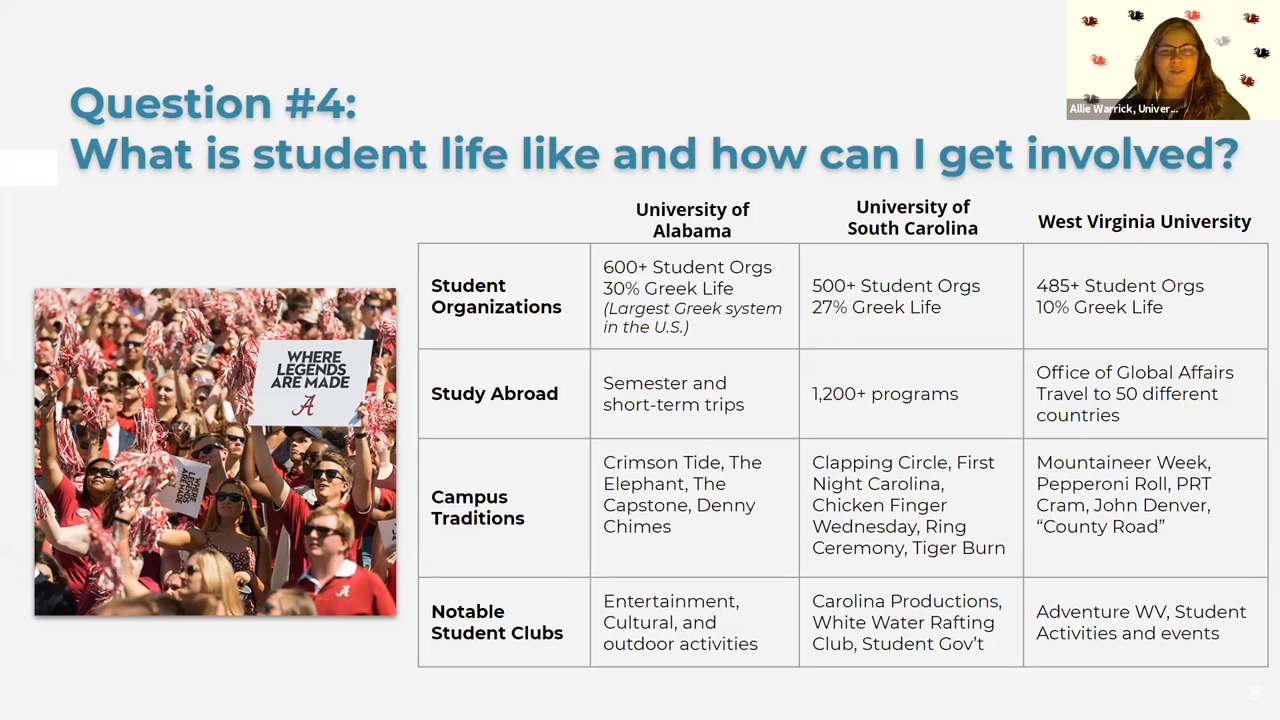 Allie Warrick, Univer...
Question #4:
What is student life like and how can I get involved?
University of
Alabama
University of
South Carolina
West Virginia University
Student
Organizations
600+ Student Orgs
30% Greek Life
(Largest Greek system
in the U.S.)
500+ Student Orgs
27% Greek Life
485+ Student Orgs
10% Greek Life
Study Abroad
Semester and
short-term trips
1,200+ programs
Office of Global Affairs
Travel to 50 different
countries
Campus
Traditions
Crimson Tide, The
Elephant, The
Capstone, Denny
Chimes
Clapping Circle, First
Night Carolina,
Chicken Finger
Wednesday, Ring
Ceremony, Tiger Burn
Mountaineer Week,
Pepperoni Roll, PRT
Cram, John Denver,
“County Road”
Notable
Student Clubs
Entertainment,
Cultural, and
outdoor activities
Carolina Productions,
White Water Rafting
Club, Student Gov’t
Adventure WV, Student
Activities and events
WHERE
LEGENDS
ARE MADE
A
WHERE
LEGENDS
ARE MADE
A